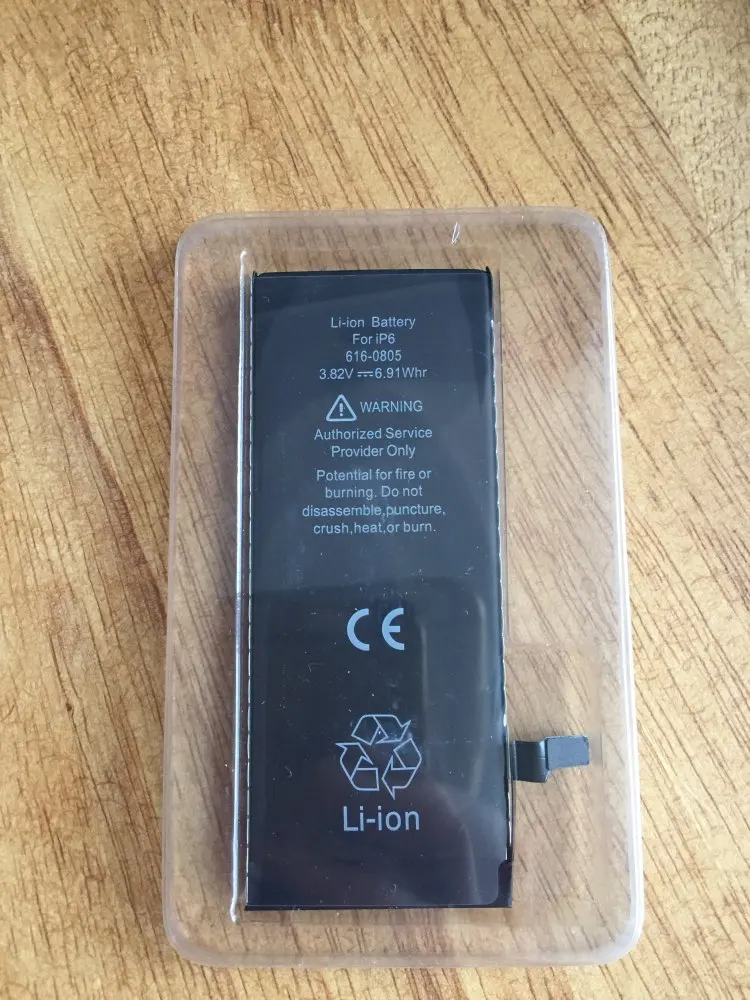 Li-ion Battery
For iP6
616-0805
3.82V ⎓6.91Whr
WARNING
Authorized Service
Provider Only
Potential for fire or
burning. Do not
disassemble,puncture,
crush,heat,or burn.
CE
Li-ion